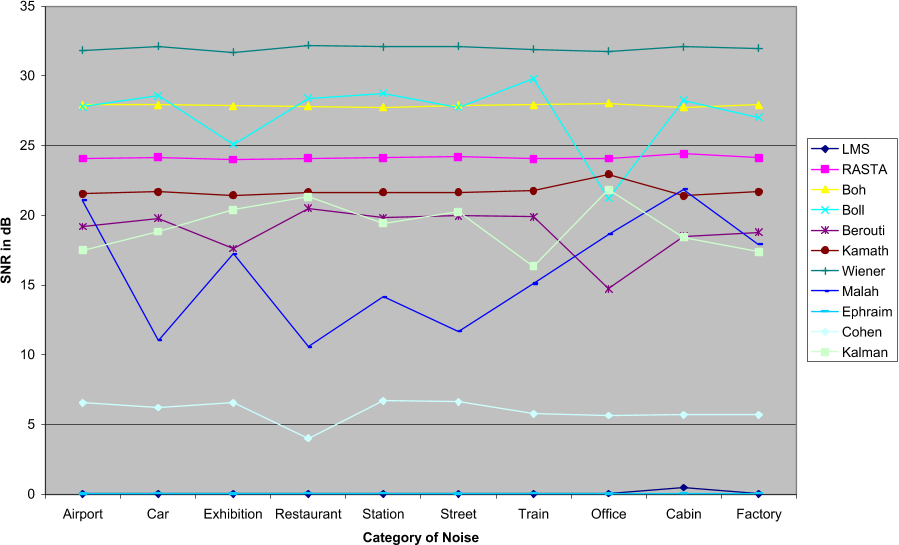 35
30
25
20
15
10
5
0
SNR in dB
Airport Car Exhibition Restaurant Station Street Train Office Cabin Factory
Category of Noise
LMS
RASTA
Boh
Boll
Berouti
Kamath
Wiener
Malah
Ephraim
Cohen
Kalman